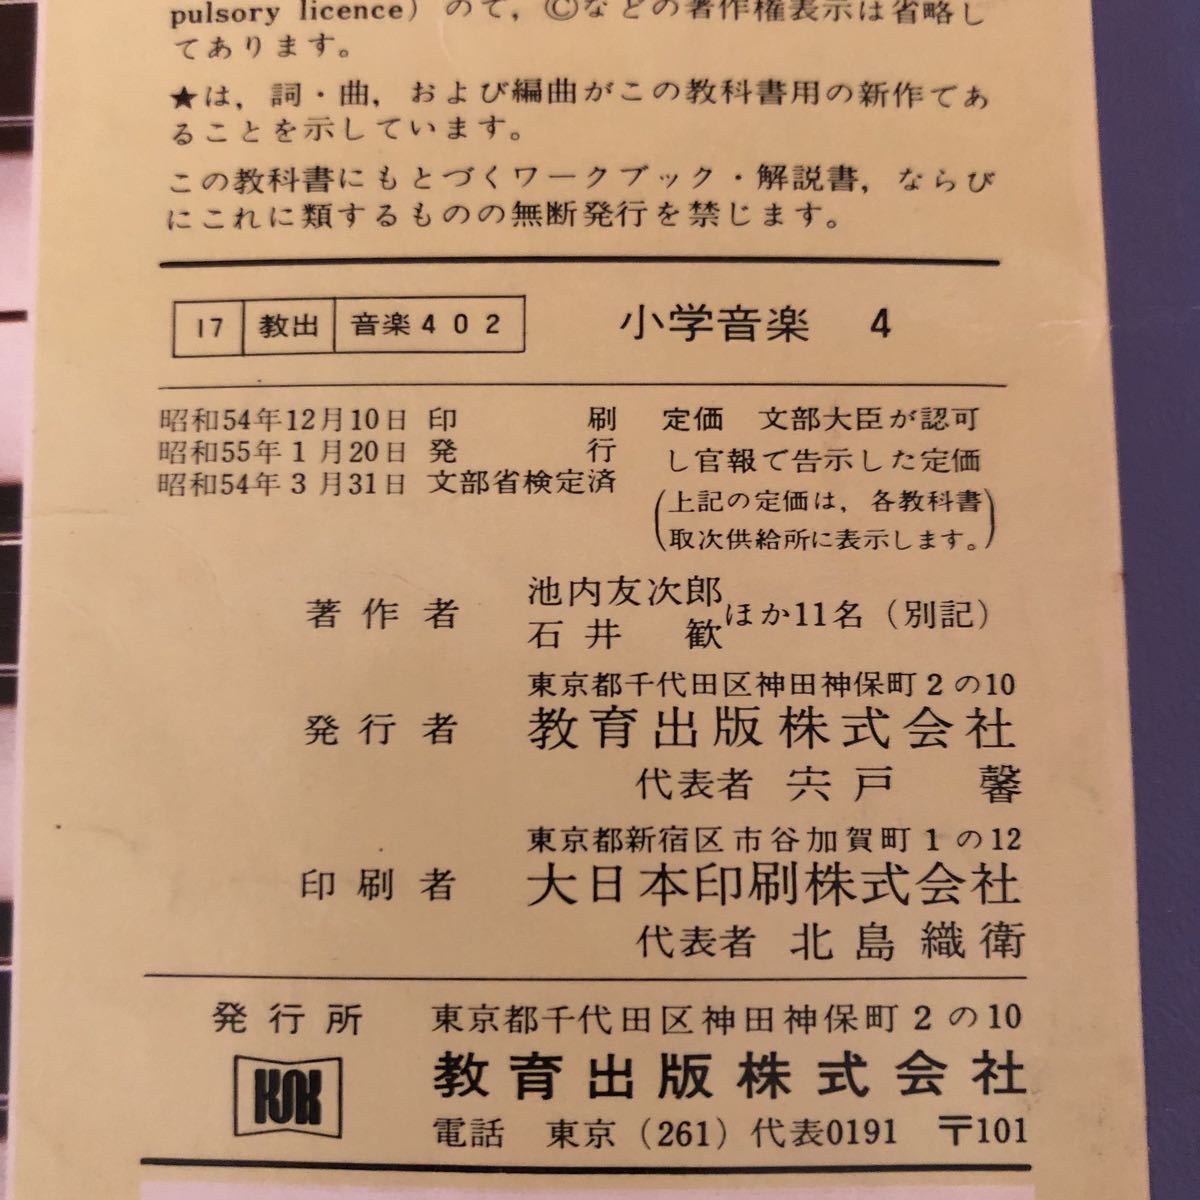 pulsory licence) ので，©などの著作権表示は省略し
てあります。
★は，詞・曲，および編曲がこの教科書用の新作であ
ることを示しています。
この教科書にもとづくワークブック・解説書，ならび
にこれに類するものの無断発行を禁じます。
17 教出 音楽402 小学音楽 4
昭和54年12月10日 印刷
昭和55年1月20日 発行
昭和54年3月31日 文部省検定済
定価 文部大臣が認可
し官報で告示した定価
(上記の定価は，各教科書
取次供給所に表示します。)
著作者 池内友次郎
石井歓 ほか11名（別記）
東京都千代田区神田神保町2の10
発行者 教育出版株式会社
代表者 宍戸馨
東京都新宿区市谷加賀町1の12
印刷者 大日本印刷株式会社
代表者 北島織衛
発行所 東京都千代田区神田神保町2の10
教育出版株式会社
電話 東京（261）代表0191 〒101